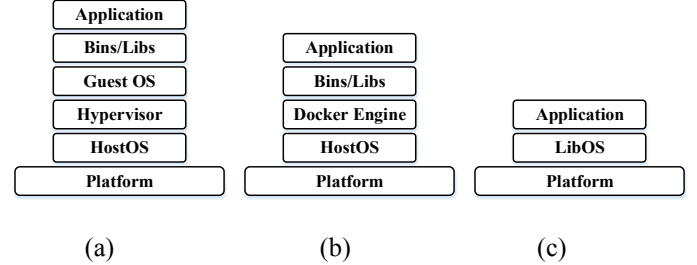 Application
Bins/Libs
Guest OS
Hypervisor
HostOS
Platform
(a)
Application
Bins/Libs
Docker Engine
HostOS
Platform
(b)
Application
LibOS
Platform
(c)